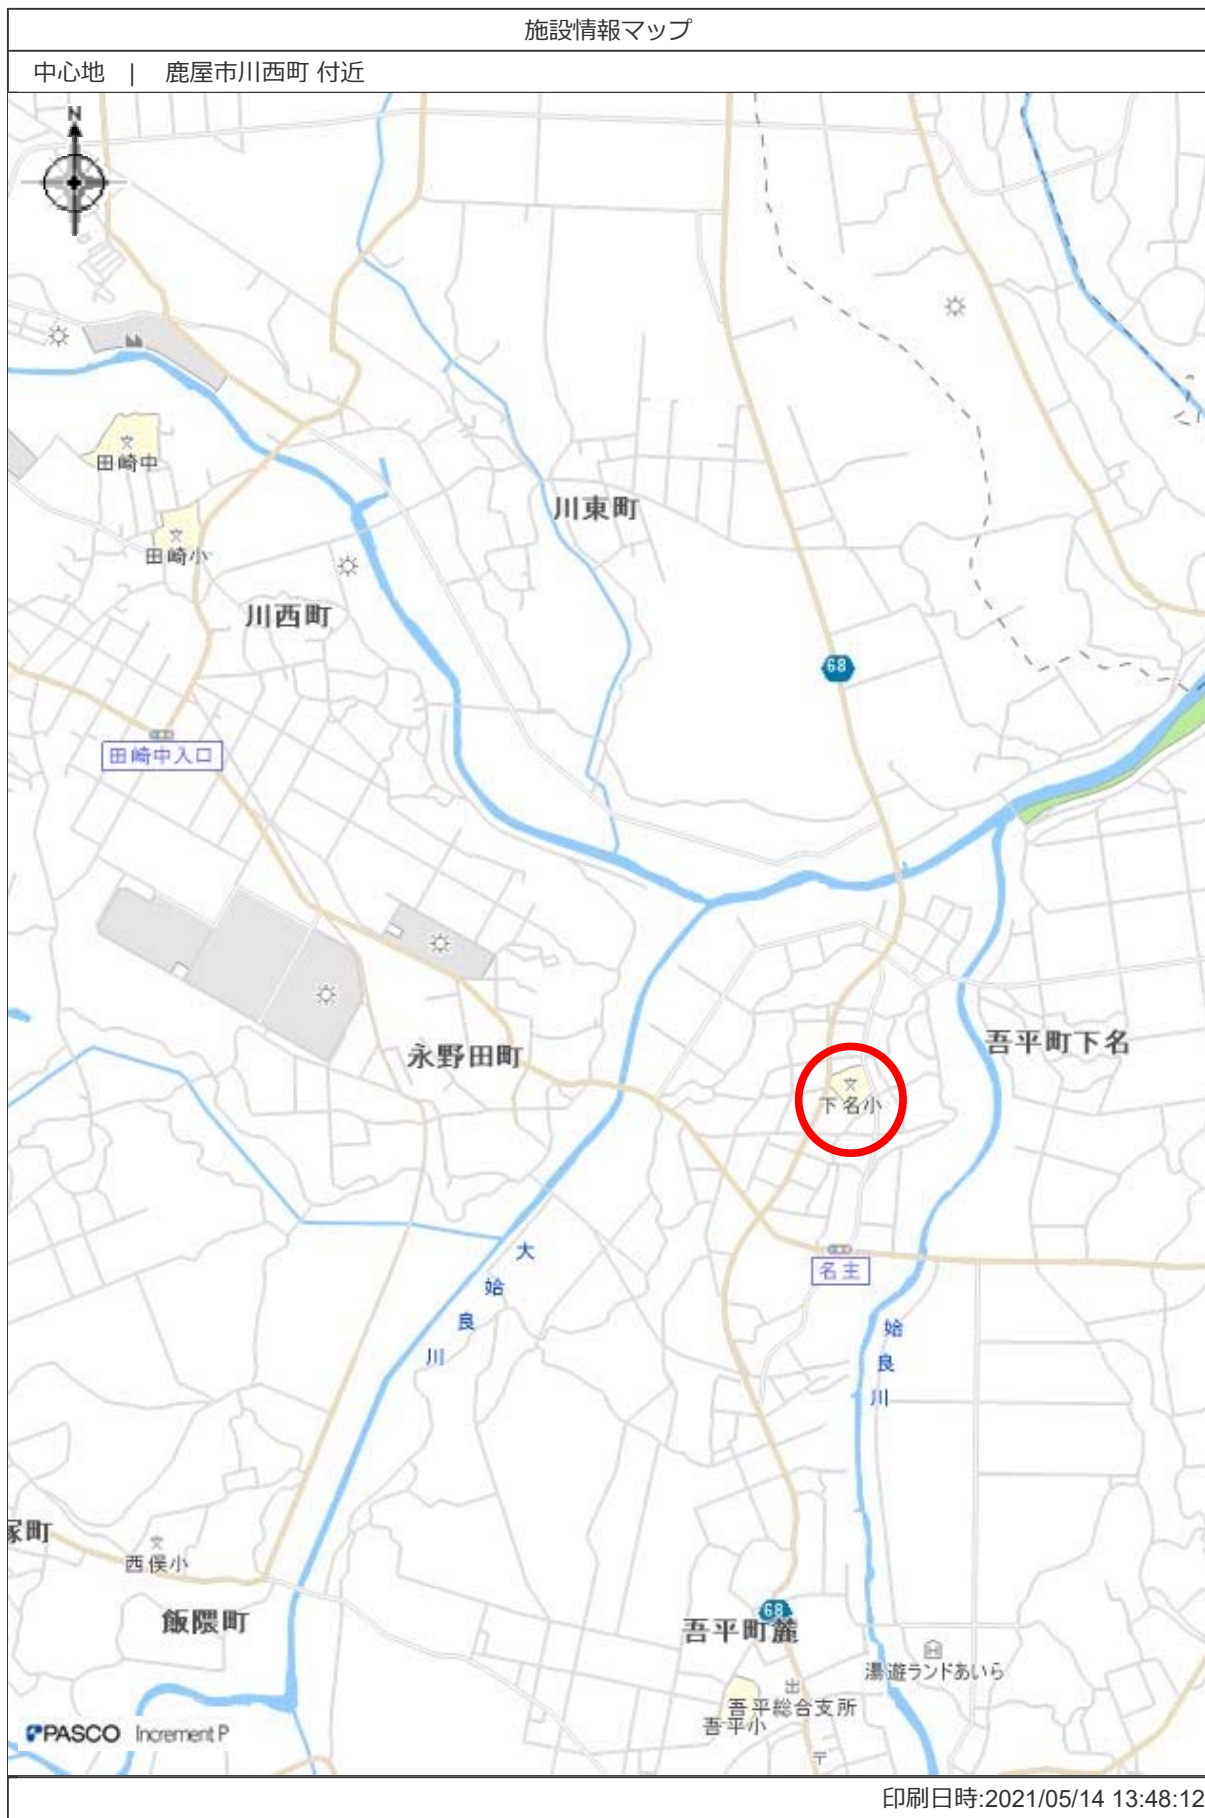 施設情報マップ
中心地 | 鹿屋市川西町 付近
N
田崎中
川東町
田崎小
川西町
68
田崎中入口
吾平町下名
永野田町
下名小
大姶良川
名主
姶良川
塚町
西俣小
68
飯隈町
吾平町麓
湯遊ランドあいら
吾平総合支所
吾平小
PASCO Increment P
印刷日時:2021/05/14 13:48:12